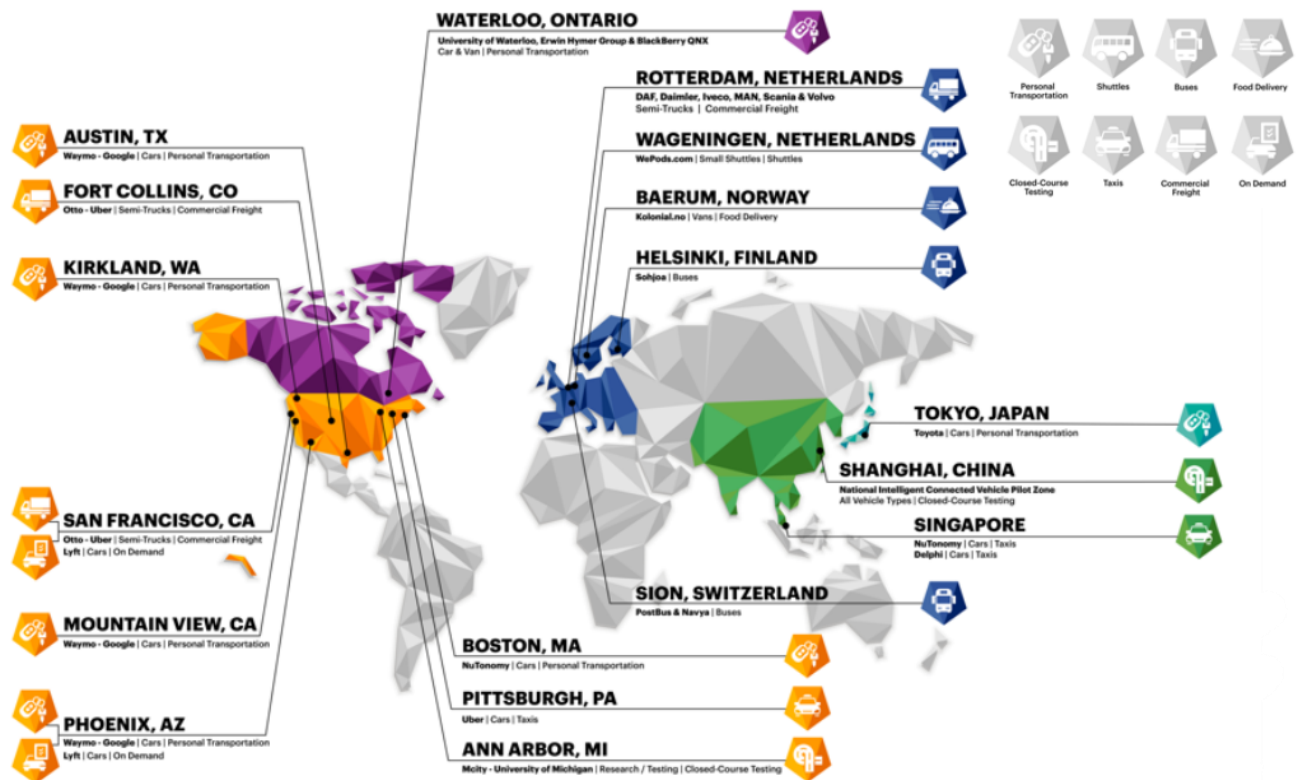 WATERLOO, ONTARIO
University of Waterloo, Erwin Hymer Group & BlackBerry QNX
Car & Van | Personal Transportation
ROTTERDAM, NETHERLANDS
DAF, Daimler, Iveco, MAN, Scania & Volvo
Semi-Trucks | Commercial Freight
WAGENINGEN, NETHERLANDS
WePods.com | Small Shuttles | Shuttles
BAERUM, NORWAY
Kolonial.no | Vans | Food Delivery
HELSINKI, FINLAND
Sohjoa | Buses
Personal
Transportation
Shuttles
Buses
Food Delivery
Closed-Course
Testing
Taxis
Commercial
Freight
On Demand
AUSTIN, TX
Waymo - Google | Cars | Personal Transportation
FORT COLLINS, CO
Otto - Uber | Semi-Trucks | Commercial Freight
KIRKLAND, WA
Waymo - Google | Cars | Personal Transportation
SAN FRANCISCO, CA
Otto - Uber | Semi-Trucks | Commercial Freight
Lyft | Cars | On Demand
MOUNTAIN VIEW, CA
Waymo - Google | Cars | Personal Transportation
PHOENIX, AZ
Waymo - Google | Cars | Personal Transportation
Lyft | Cars | On Demand
TOKYO, JAPAN
Toyota | Cars | Personal Transportation
SHANGHAI, CHINA
National Intelligent Connected Vehicle Pilot Zone
All Vehicle Types | Closed-Course Testing
SINGAPORE
NuTonomy | Cars | Taxis
Delphi | Cars | Taxis
SION, SWITZERLAND
PostBus & Navya | Buses
BOSTON, MA
NuTonomy | Cars | Personal Transportation
PITTSBURGH, PA
Uber | Cars | Taxis
ANN ARBOR, MI
Mcity - University of Michigan | Research / Testing | Closed-Course Testing